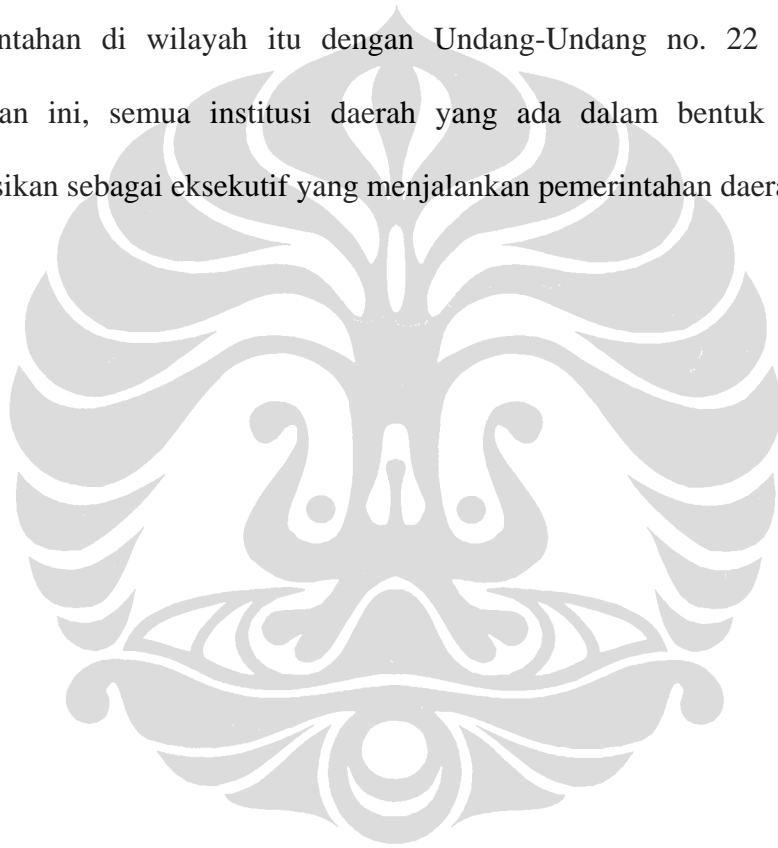 ntahan di wilayah itu dengan Undang-Undang no. 22
an ini, semua institusi daerah yang ada dalam bentuk
sikan sebagai eksekutif yang menjalankan pemerintahan daera